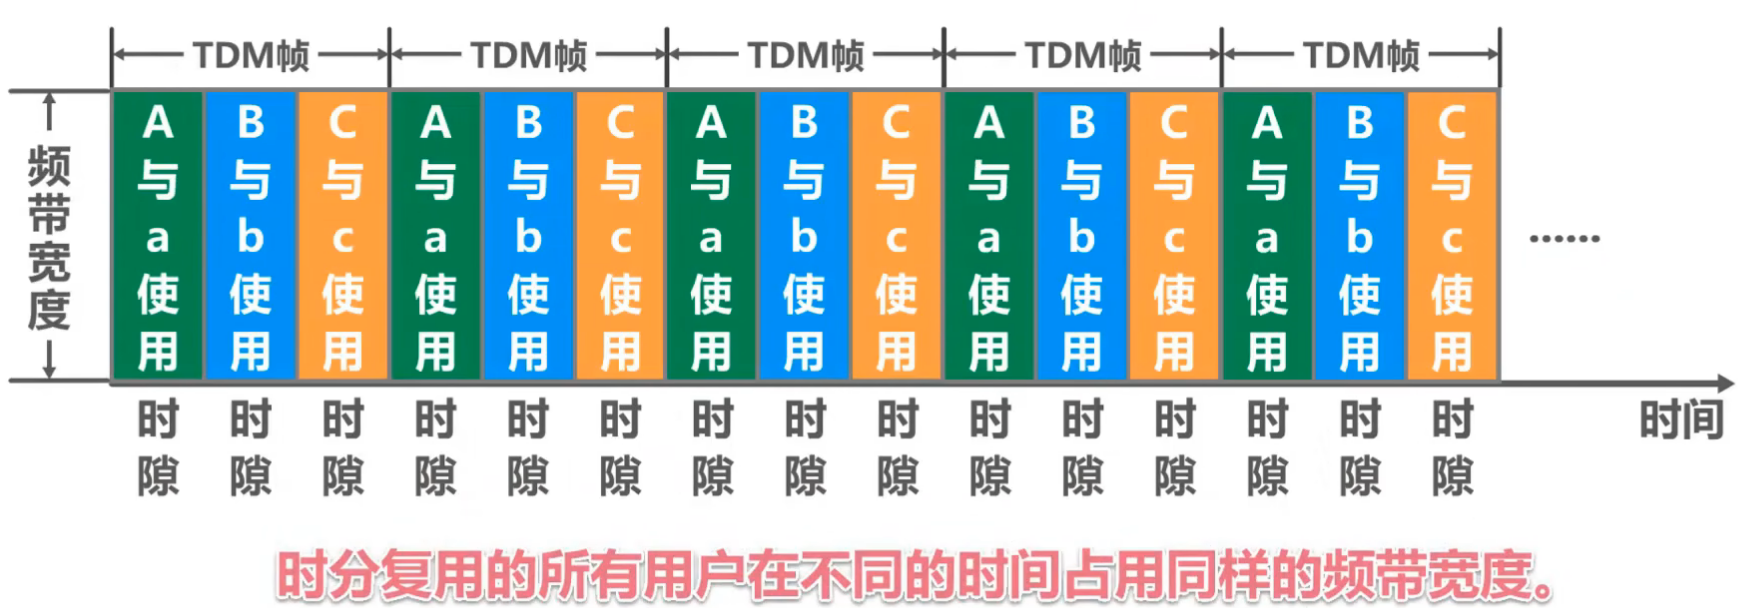 TDM帧 TDM帧 TDM帧 TDM帧 TDM帧
频带宽度
A与a使用
B与b使用
C与c使用
A与a使用
B与b使用
C与c使用
A与a使用
B与b使用
C与c使用
A与a使用
B与b使用
C与c使用
A与a使用
B与b使用
C与c使用
……
时隙 时隙 时隙 时隙 时隙 时隙 时隙 时隙 时隙 时隙 时隙 时隙 时隙 时隙 时隙 时间
时分复用的所有用户在不同的时间占用同样的频带宽度。